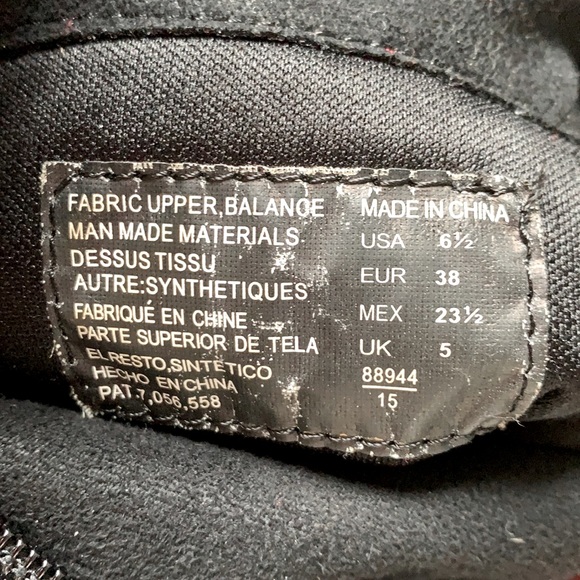 FABRIC UPPER,BALANCE
MAN MADE MATERIALS
DESSUS TISSU
AUTRE:SYNTHETIQUES
FABRIQUÉ EN CHINE
PARTE SUPERIOR DE TELA
EL RESTO,SINTÉTICO
HECHO EN CHINA
PAT 7,056,558
MADE IN CHINA
USA 6½
EUR 38
MEX 23½
UK 5
88944
15